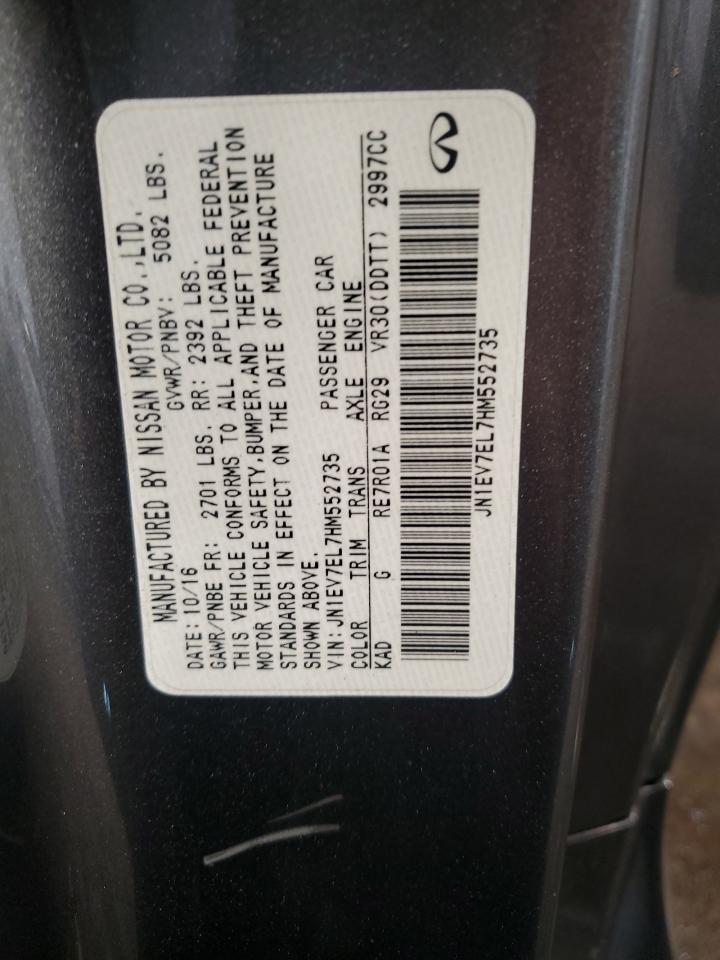 MANUFACTURED BY NISSAN MOTOR CO.,LTD.
DATE: 10/16 GVWR/PNBV: 5082 LBS.
GAWR/PNBE FR: 2701 LBS. RR: 2392 LBS.
THIS VEHICLE CONFORMS TO ALL APPLICABLE FEDERAL
MOTOR VEHICLE SAFETY,BUMPER,AND THEFT PREVENTION
STANDARDS IN EFFECT ON THE DATE OF MANUFACTURE
SHOWN ABOVE.
VIN:JN1EV7EL7HM552735 PASSENGER CAR
COLOR TRIM TRANS AXLE ENGINE
KAD G RE7R01A RG29 VR30(DDTT) 2997CC
JN1EV7EL7HM552735